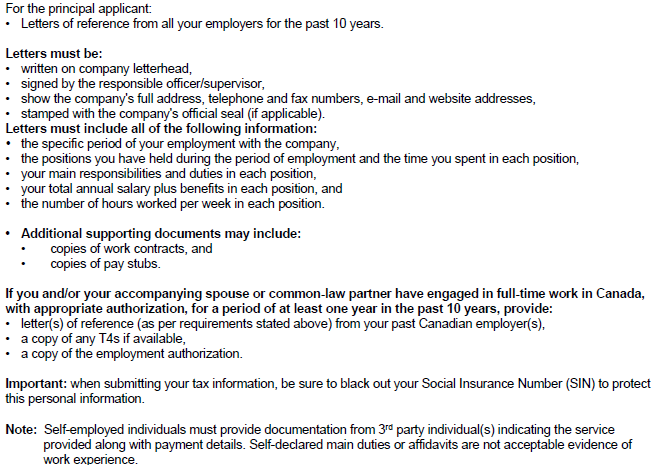 For the principal applicant:
• Letters of reference from all your employers for the past 10 years.
Letters must be:
• written on company letterhead,
• signed by the responsible officer/supervisor,
• show the company's full address, telephone and fax numbers, e-mail and website addresses,
• stamped with the company's official seal (if applicable).
Letters must include all of the following information:
• the specific period of your employment with the company,
• the positions you have held during the period of employment and the time you spent in each position,
• your main responsibilities and duties in each position,
• your total annual salary plus benefits in each position, and
• the number of hours worked per week in each position.
• Additional supporting documents may include:
• copies of work contracts, and
• copies of pay stubs.
If you and/or your accompanying spouse or common-law partner have engaged in full-time work in Canada,
with appropriate authorization, for a period of at least one year in the past 10 years, provide:
• letter(s) of reference (as per requirements stated above) from your past Canadian employer(s),
• a copy of any T4s if available,
• a copy of the employment authorization.
Important: when submitting your tax information, be sure to black out your Social Insurance Number (SIN) to protect
this personal information.
Note: Self-employed individuals must provide documentation from 3rd party individual(s) indicating the service
provided along with payment details. Self-declared main duties or affidavits are not acceptable evidence of
work experience.